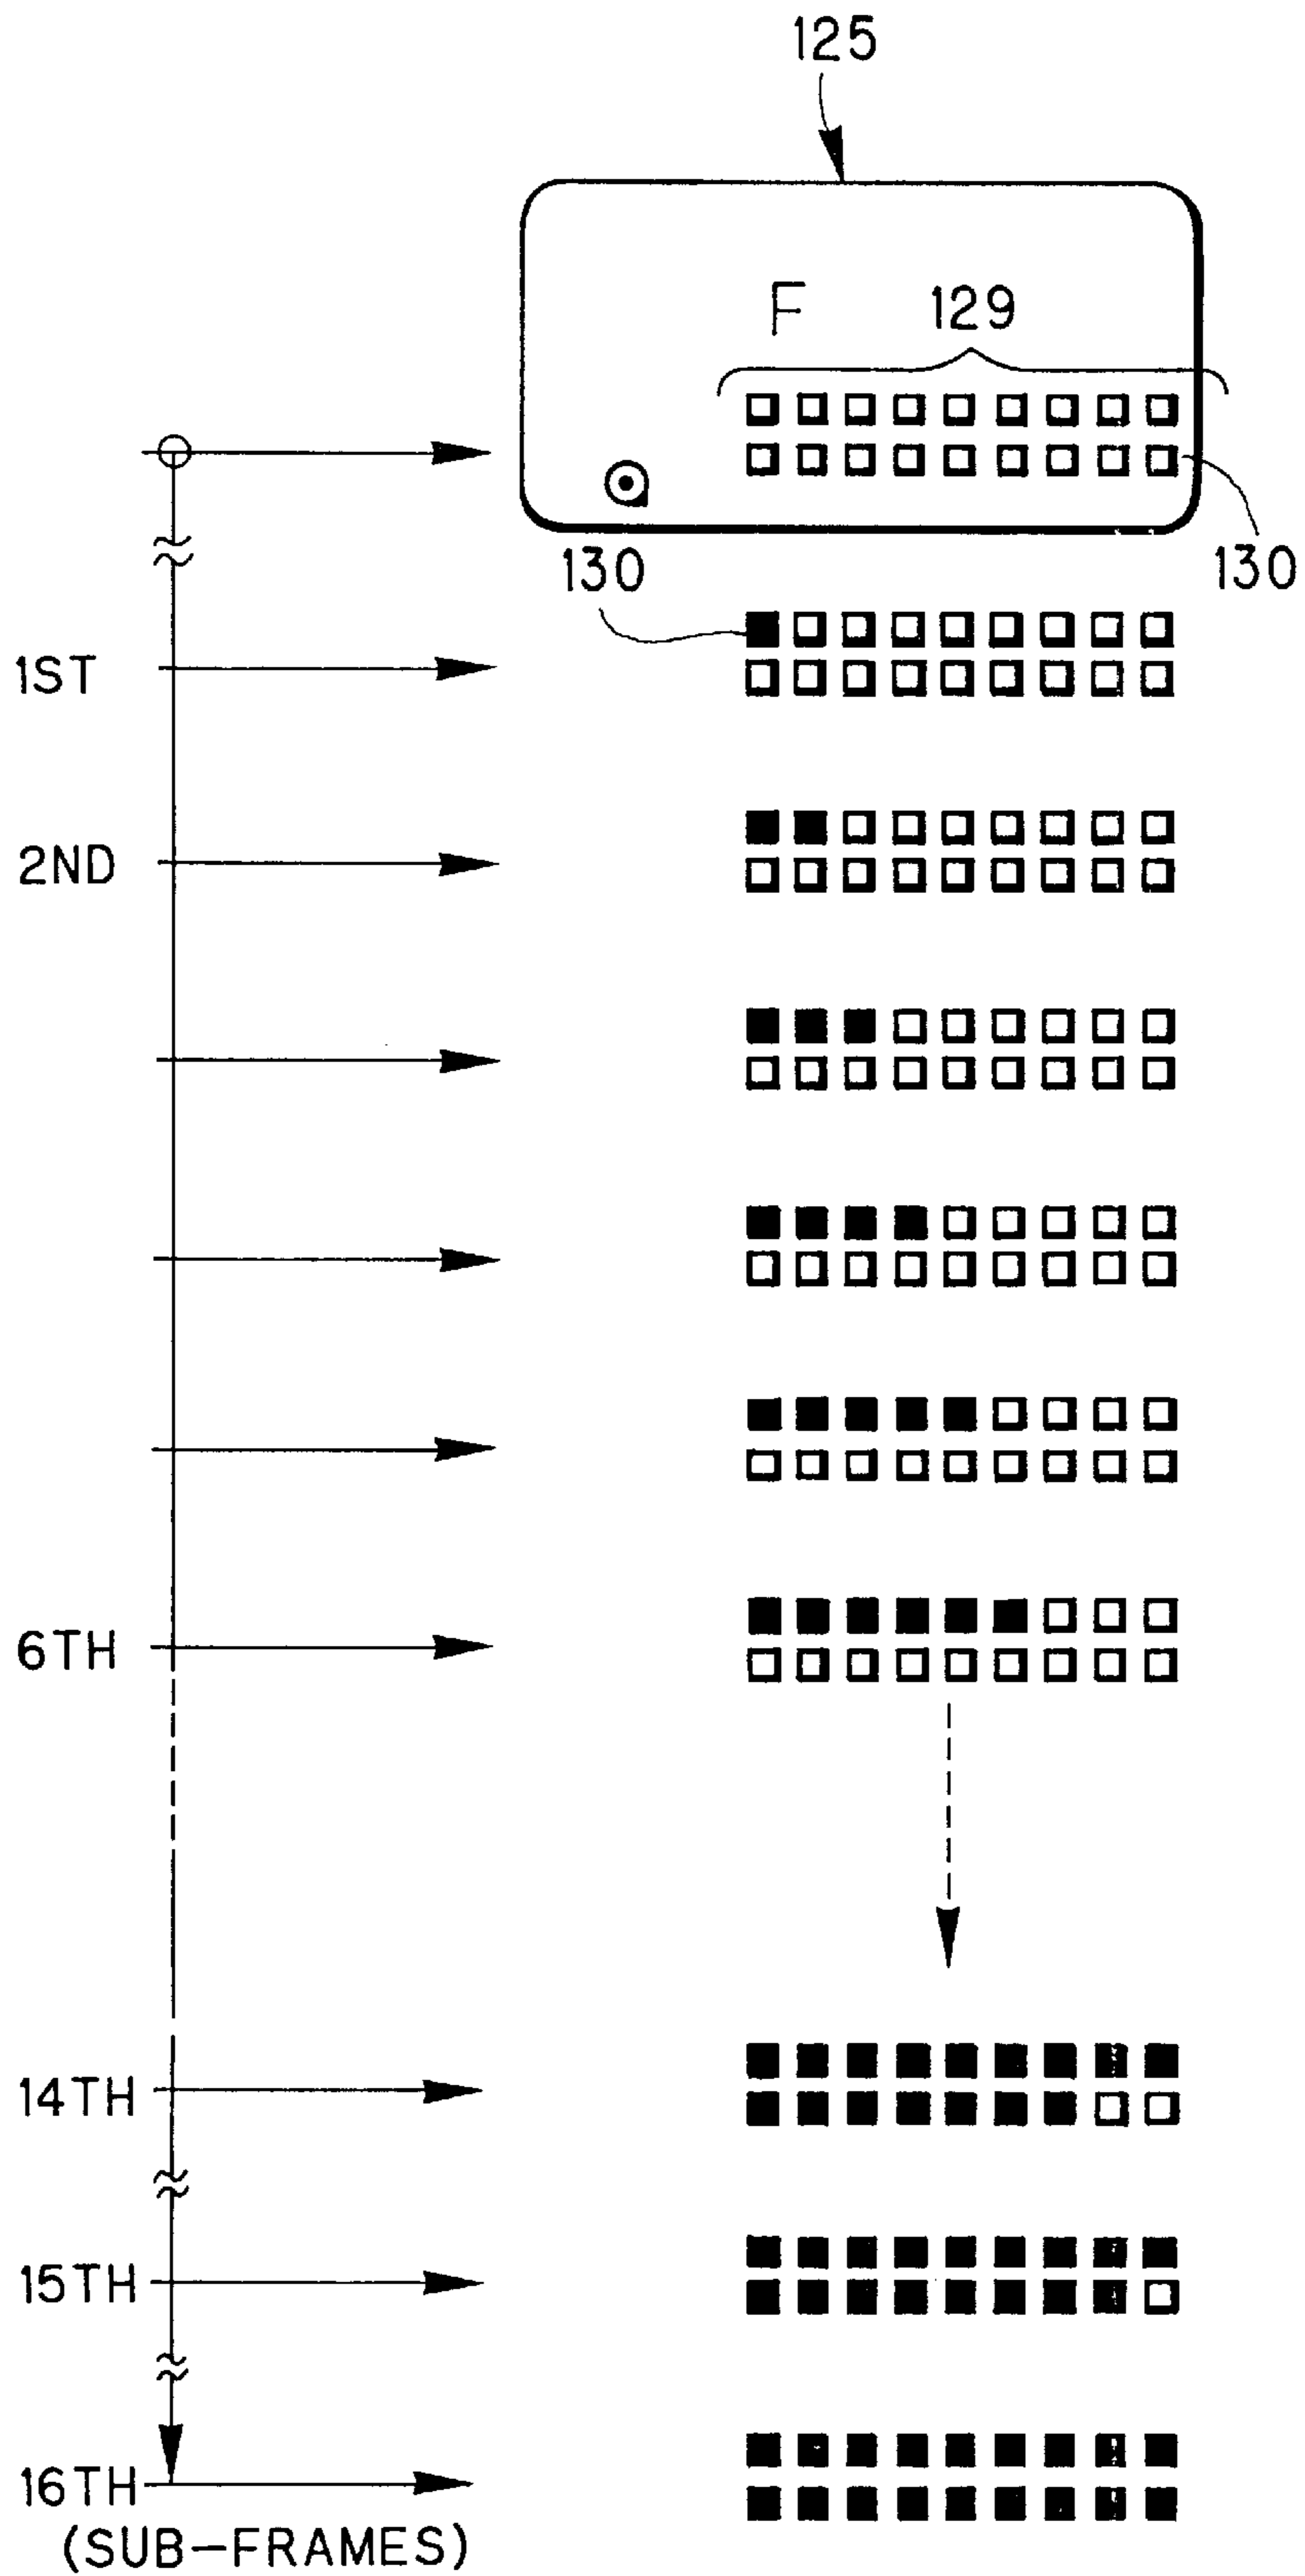 125
F 129
130
130
1ST
2ND
6TH
14TH
15TH
16TH
(SUB-FRAMES)